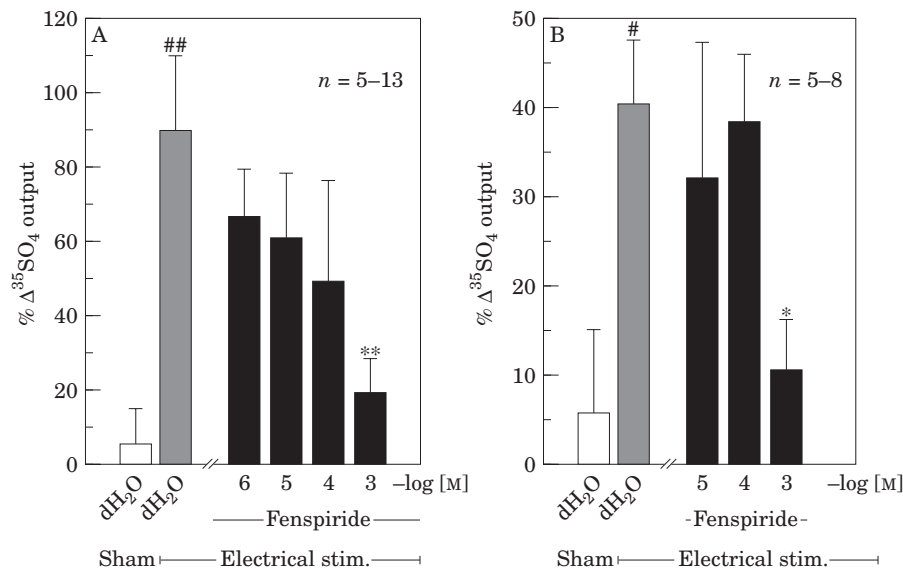 A
n = 5–13
##
**
120
100
80
60
40
20
0
% Δ³⁵SO₄ output
dH₂O
dH₂O
6 5 4 3 –log [M]
Fenspiride
Sham Electrical stim.
B
n = 5–8
#
*
50
40
30
20
10
0
% Δ³⁵SO₄ output
dH₂O
dH₂O
5 4 3 –log [M]
Fenspiride
Sham Electrical stim.